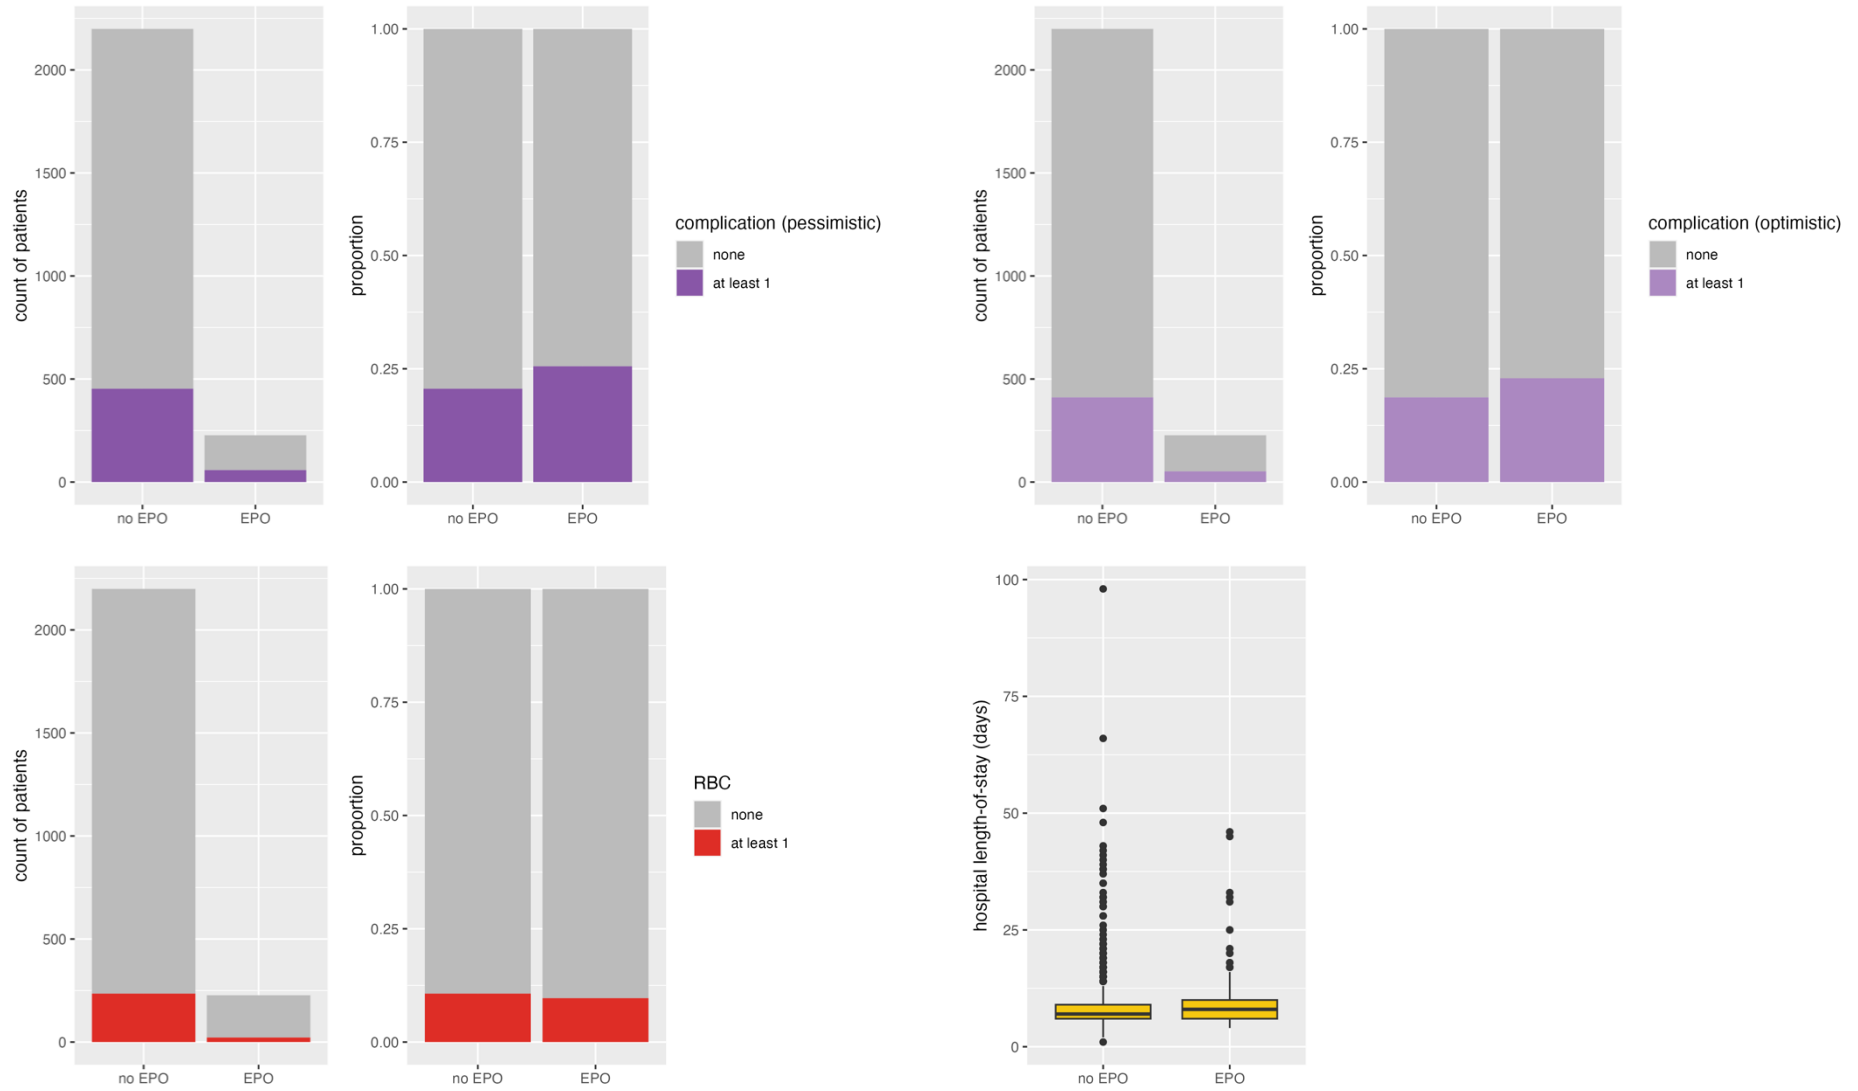 count of patients
2000
1500
1000
500
0
no EPO EPO
proportion
1.00
0.75
0.50
0.25
0.00
no EPO EPO
complication (pessimistic)
none
at least 1
count of patients
2000
1500
1000
500
0
no EPO EPO
proportion
1.00
0.75
0.50
0.25
0.00
no EPO EPO
complication (optimistic)
none
at least 1
count of patients
2000
1500
1000
500
0
no EPO EPO
proportion
1.00
0.75
0.50
0.25
0.00
no EPO EPO
RBC
none
at least 1
hospital length-of-stay (days)
100
75
50
25
0
no EPO EPO